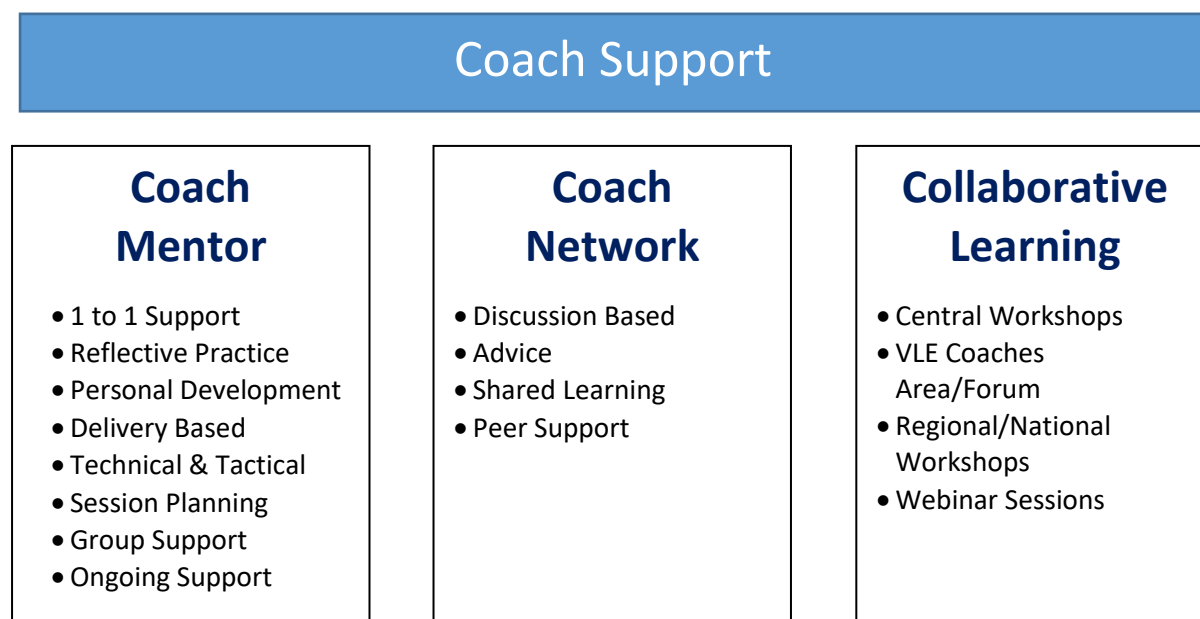 Coach Support
Coach
Mentor
• 1 to 1 Support
• Reflective Practice
• Personal Development
• Delivery Based
• Technical & Tactical
• Session Planning
• Group Support
• Ongoing Support
Coach
Network
• Discussion Based
• Advice
• Shared Learning
• Peer Support
Collaborative
Learning
• Central Workshops
• VLE Coaches
Area/Forum
• Regional/National
Workshops
• Webinar Sessions